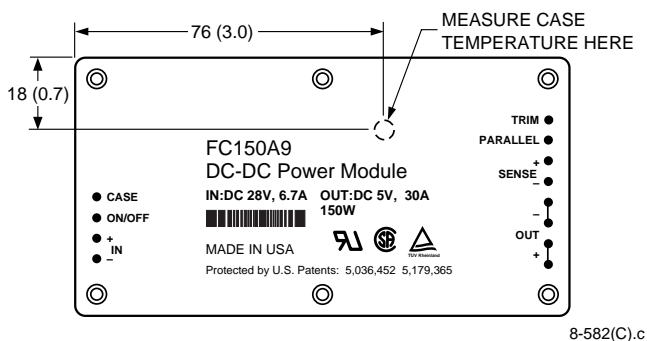 MEASURE CASE
TEMPERATURE HERE
76 (3.0)
18 (0.7)
TRIM
PARALLEL
+
SENSE
–
FC150A9
DC-DC Power Module
IN:DC 28V, 6.7A OUT:DC 5V, 30A
150W
CASE
ON/OFF
+
IN
–
–
OUT
+
MADE IN USA
TÜV Rheinland
Protected by U.S. Patents: 5,036,452 5,179,365
8-582(C).c